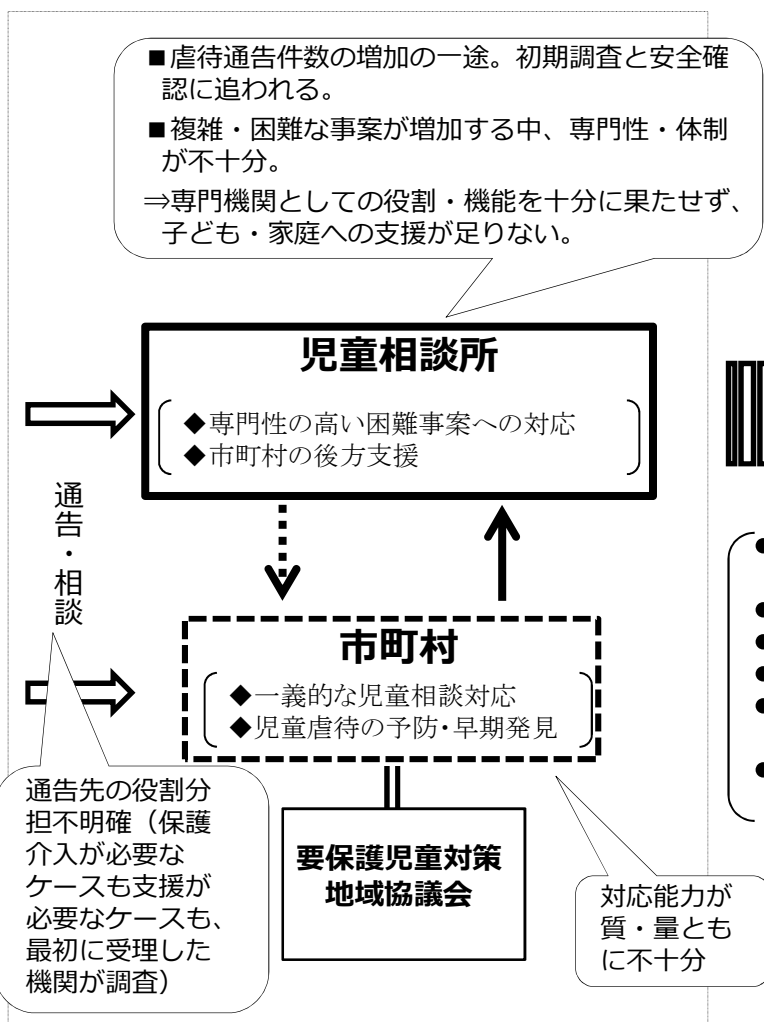 ■虐待通告件数の増加の一途。初期調査と安全確
認に追われる。
■複雑・困難な事案が増加する中、専門性・体制
が不十分。
⇒専門機関としての役割・機能を十分に果たせず、
子ども・家庭への支援が足りない。
児童相談所
◆専門性の高い困難事案への対応
◆市町村の後方支援
通告・相談
市町村
◆一義的な児童相談対応
◆児童虐待の予防・早期発見
通告先の役割分
担不明確（保護
介入が必要な
ケースも支援が
必要なケースも、
最初に受理した
機関が調査）
要保護児童対策
地域協議会
対応能力が
質・量とも
に不十分